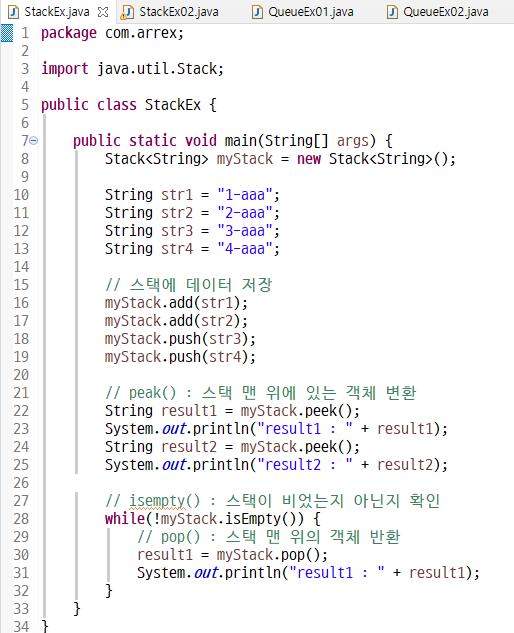 StackEx.java StackEx02.java QueueEx01.java QueueEx02.java
1 package com.arrex;
2
3 import java.util.Stack;
4
5 public class StackEx {
6
7     public static void main(String[] args) {
8         Stack<String> myStack = new Stack<String>();
9
10         String str1 = "1-aaa";
11         String str2 = "2-aaa";
12         String str3 = "3-aaa";
13         String str4 = "4-aaa";
14
15         // 스택에 데이터 저장
16         myStack.add(str1);
17         myStack.add(str2);
18         myStack.push(str3);
19         myStack.push(str4);
20
21         // peak() : 스택 맨 위에 있는 객체 변환
22         String result1 = myStack.peek();
23         System.out.println("result1 : " + result1);
24         String result2 = myStack.peek();
25         System.out.println("result2 : " + result2);
26
27         // isempty() : 스택이 비었는지 아닌지 확인
28         while(!myStack.isEmpty()) {
29             // pop() : 스택 맨 위의 객체 반환
30             result1 = myStack.pop();
31             System.out.println("result1 : " + result1);
32         }
33     }
34 }